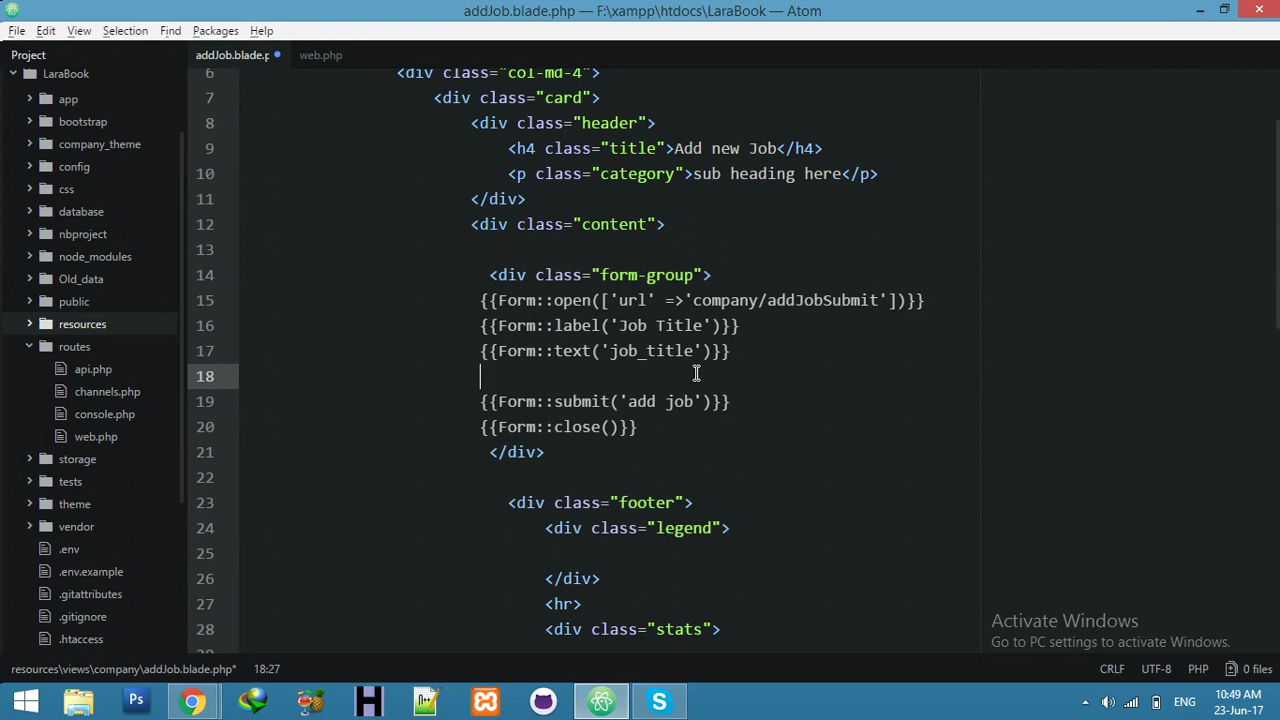 addJob.blade.php — F:\xampp\htdocs\LaraBook — Atom
File Edit View Selection Find Packages Help
Project
addJob.blade.p
web.php
LaraBook
app
bootstrap
company_theme
config
css
database
nbproject
node_modules
Old_data
public
resources
routes
api.php
channels.php
console.php
web.php
storage
tests
theme
vendor
.env
.env.example
.gitattributes
.gitignore
.htaccess
6 <div class="col-md-4">
7 <div class="card">
8 <div class="header">
9 <h4 class="title">Add new Job</h4>
10 <p class="category">sub heading here</p>
11 </div>
12 <div class="content">
13
14 <div class="form-group">
15 {{Form::open(['url' =>'company/addJobSubmit'])}}
16 {{Form::label('Job Title')}}
17 {{Form::text('job_title')}}
18
19 {{Form::submit('add job')}}
20 {{Form::close()}}
21 </div>
22
23 <div class="footer">
24 <div class="legend">
25
26 </div>
27 <hr>
28 <div class="stats">
Activate Windows
Go to PC settings to activate Windows.
resources\views\company\addJob.blade.php* 18:27 CRLF UTF-8 PHP 0 files
Ps
H
ENG
10:49 AM
23-Jun-17